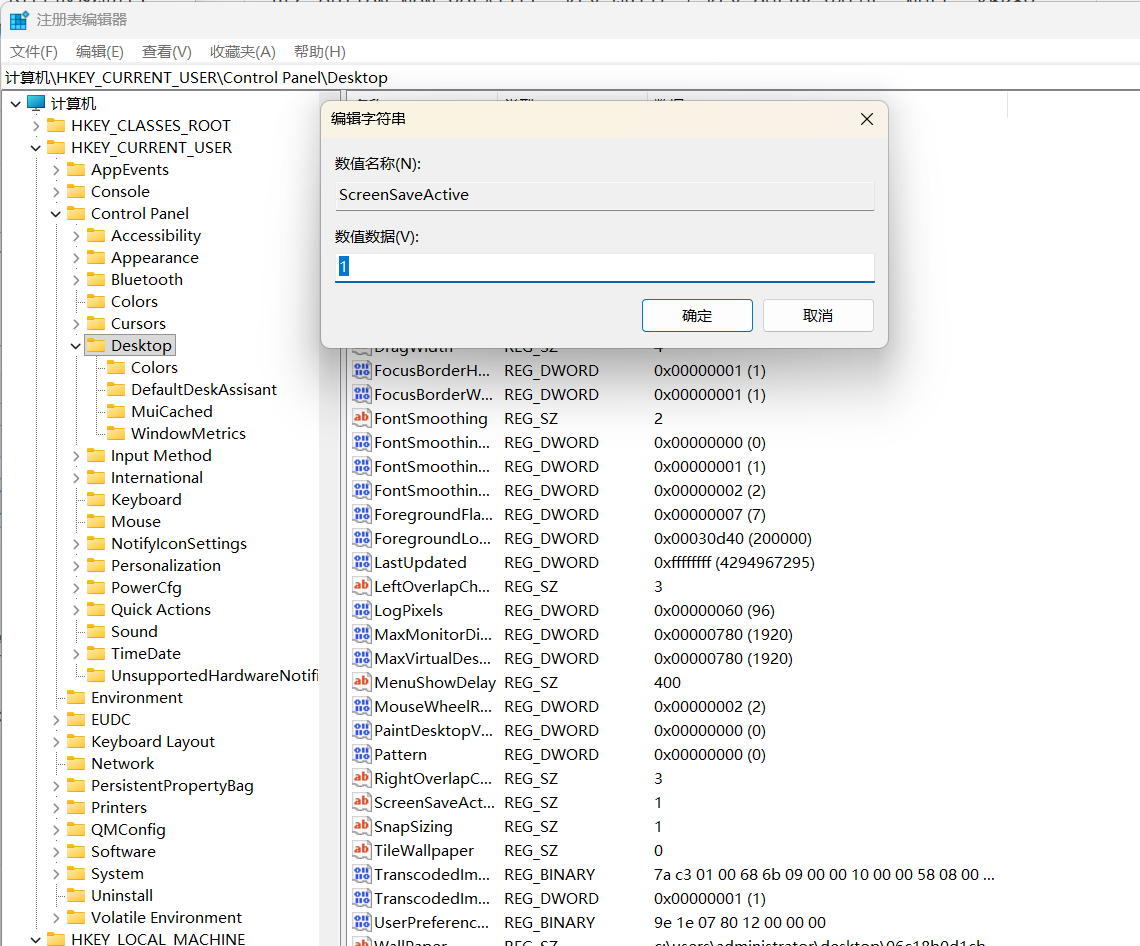 注册表编辑器
文件(F) 编辑(E) 查看(V) 收藏夹(A) 帮助(H)
计算机\HKEY_CURRENT_USER\Control Panel\Desktop
计算机
HKEY_CLASSES_ROOT
HKEY_CURRENT_USER
AppEvents
Console
Control Panel
Accessibility
Appearance
Bluetooth
Colors
Cursors
Desktop
Colors
DefaultDeskAssisant
MuiCached
WindowMetrics
Input Method
International
Keyboard
Mouse
NotifyIconSettings
Personalization
PowerCfg
Quick Actions
Sound
TimeDate
UnsupportedHardwareNotifi
Environment
EUDC
Keyboard Layout
Network
PersistentPropertyBag
Printers
QMConfig
Software
System
Uninstall
Volatile Environment
HKEY_LOCAL_MACHINE
编辑字符串
数值名称(N):
ScreenSaveActive
数值数据(V):
1
确定 取消
DragWidth REG_SZ 4
FocusBorderH... REG_DWORD 0x00000001 (1)
FocusBorderW... REG_DWORD 0x00000001 (1)
FontSmoothing REG_SZ 2
FontSmoothin... REG_DWORD 0x00000000 (0)
FontSmoothin... REG_DWORD 0x00000001 (1)
FontSmoothin... REG_DWORD 0x00000002 (2)
ForegroundFla... REG_DWORD 0x00000007 (7)
ForegroundLo... REG_DWORD 0x00030d40 (200000)
LastUpdated REG_DWORD 0xffffffff (4294967295)
LeftOverlapCh... REG_SZ 3
LogPixels REG_DWORD 0x00000060 (96)
MaxMonitorDi... REG_DWORD 0x00000780 (1920)
MaxVirtualDes... REG_DWORD 0x00000780 (1920)
MenuShowDelay REG_SZ 400
MouseWheelR... REG_DWORD 0x00000002 (2)
PaintDesktopV... REG_DWORD 0x00000000 (0)
Pattern REG_DWORD 0x00000000 (0)
RightOverlapC... REG_SZ 3
ScreenSaveAct... REG_SZ 1
SnapSizing REG_SZ 1
TileWallpaper REG_SZ 0
TranscodedIm... REG_BINARY 7a c3 01 00 68 6b 09 00 00 10 00 00 58 08 00 ...
TranscodedIm... REG_DWORD 0x00000001 (1)
UserPreferenc... REG_BINARY 9e 1e 07 80 12 00 00 00
WallPaper REG_SZ